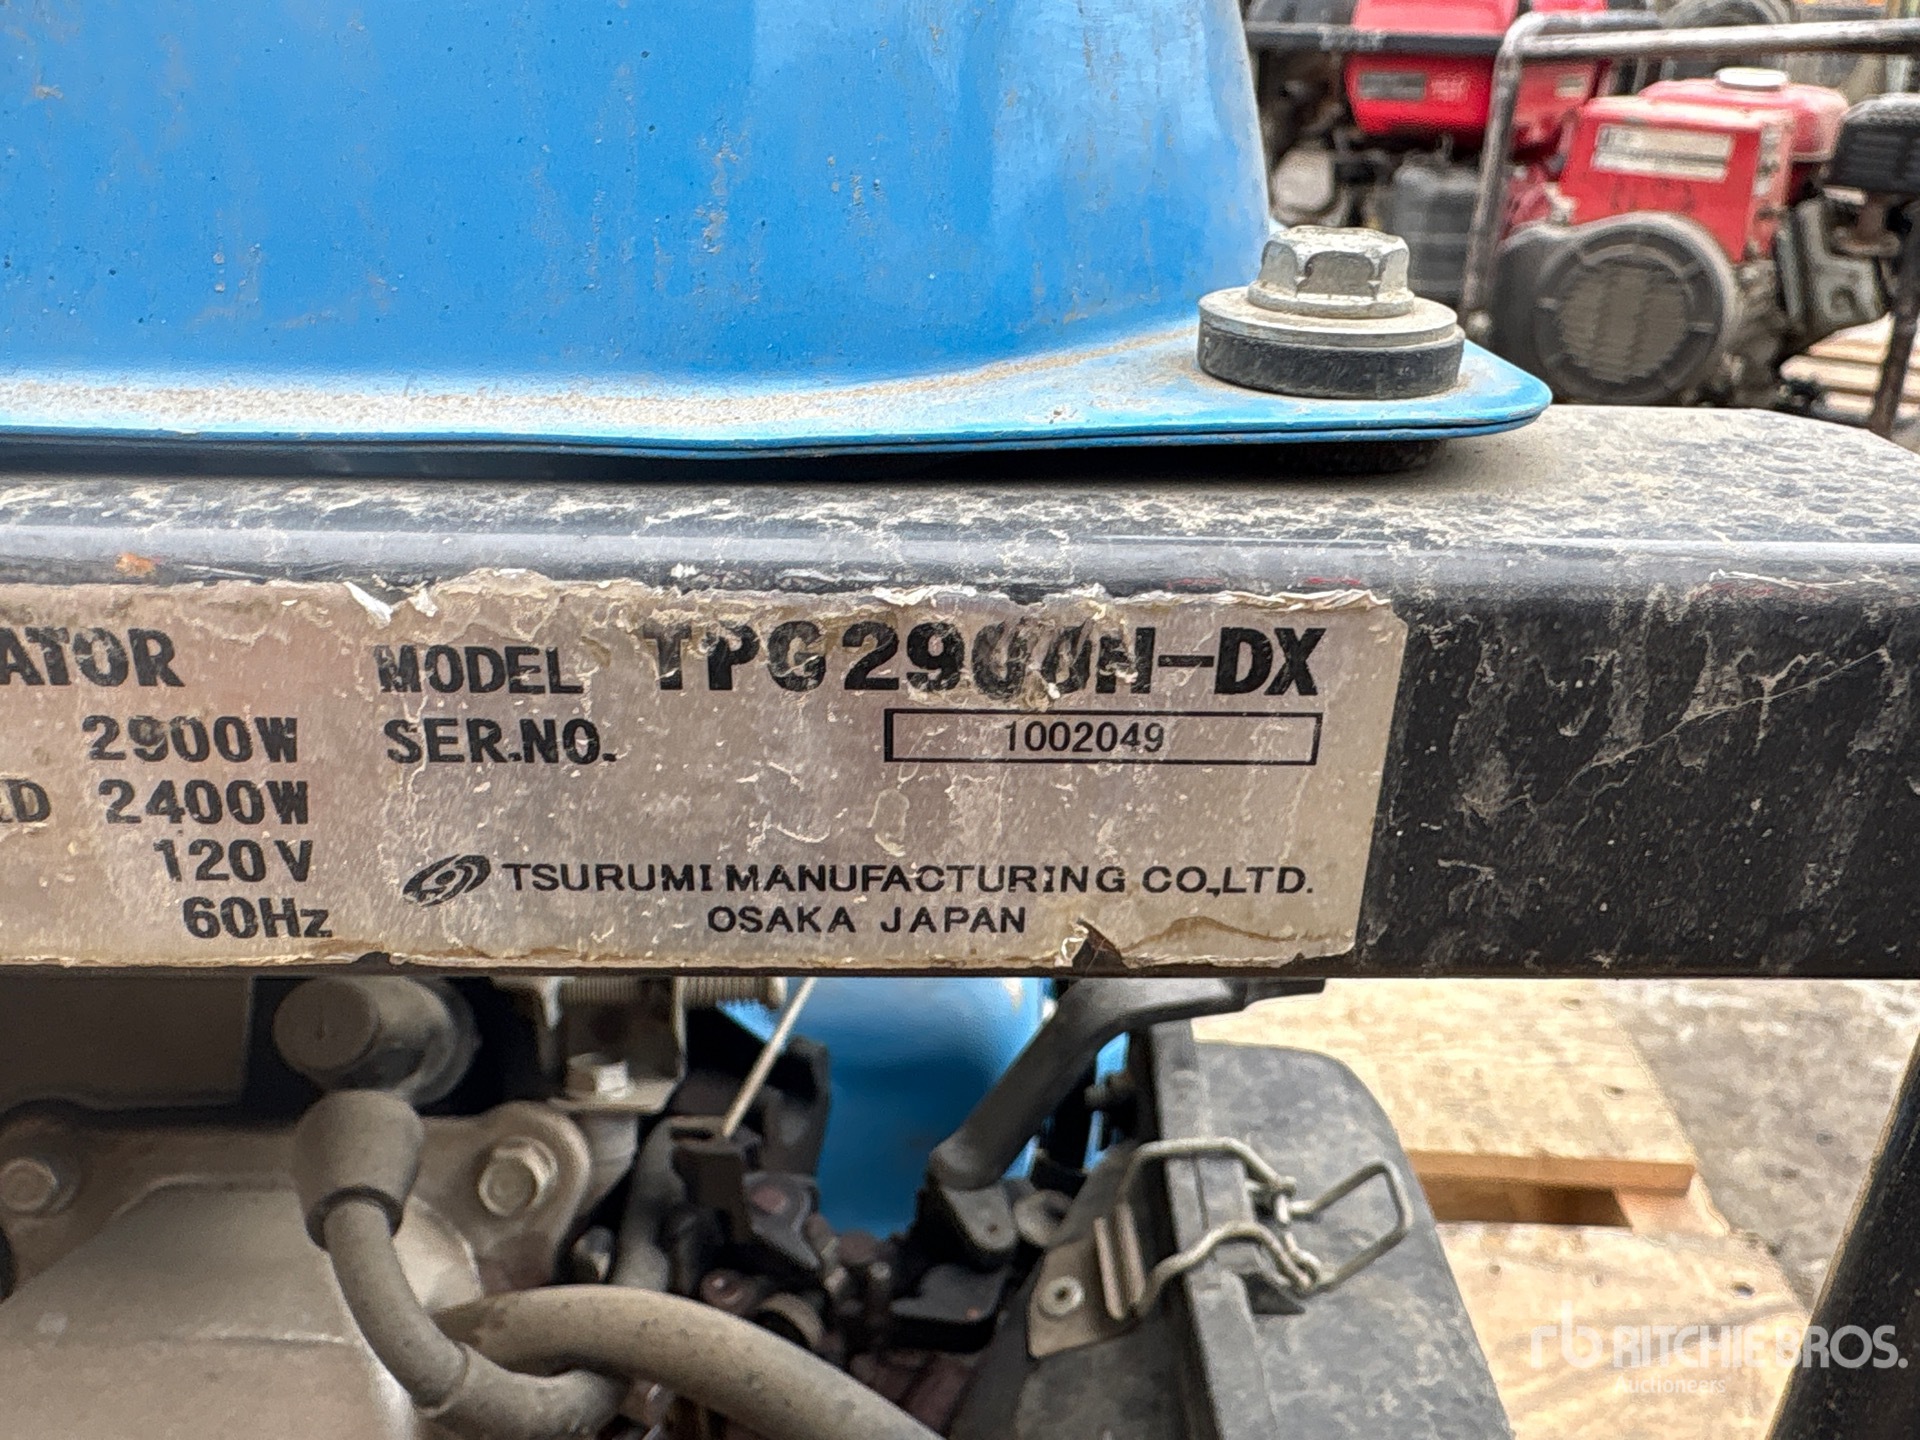 ATOR MODEL TPG2900H-DX
2900W SER.NO. 1002049
2400W
120V
60Hz
TSURUMI MANUFACTURING CO.,LTD.
OSAKA JAPAN
rb RITCHIE BROS.
Auctioneers